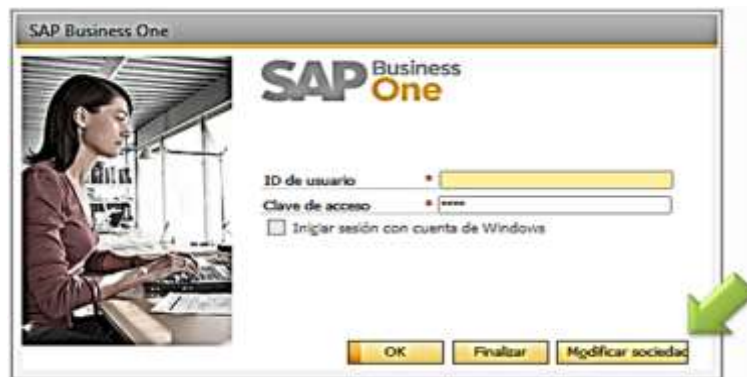 SAP Business One
SAP Business
One
ID de usuario *
Clave de acceso * ****
Iniciar sesión con cuenta de Windows
OK Finalizar Modificar sociedad